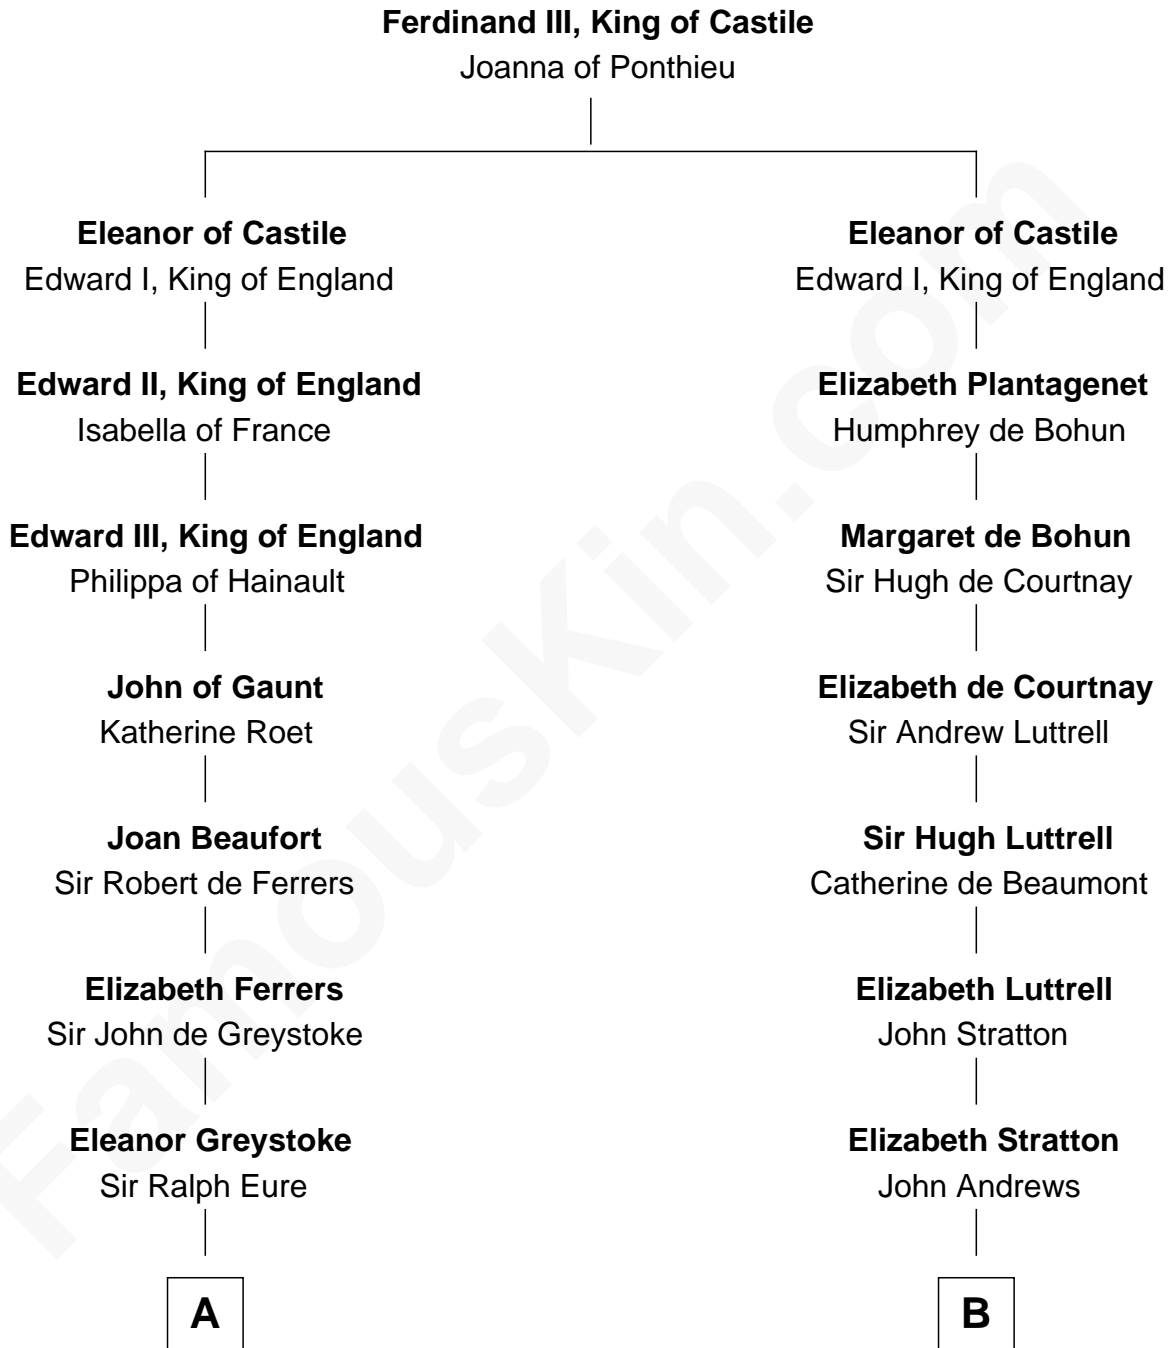 Ferdinand III, King of Castile
Joanna of Ponthieu
Eleanor of Castile
Edward I, King of England
Edward II, King of England
Isabella of France
Edward III, King of England
Philippa of Hainault
John of Gaunt
Katherine Roet
Joan Beaufort
Sir Robert de Ferrers
Elizabeth Ferrers
Sir John de Greystoke
Eleanor Greystoke
Sir Ralph Eure
A
Eleanor of Castile
Edward I, King of England
Elizabeth Plantagenet
Humphrey de Bohun
Margaret de Bohun
Sir Hugh de Courtnay
Elizabeth de Courtnay
Sir Andrew Luttrell
Sir Hugh Luttrell
Catherine de Beaumont
Elizabeth Luttrell
John Stratton
Elizabeth Stratton
John Andrews
B
FamousKin.com